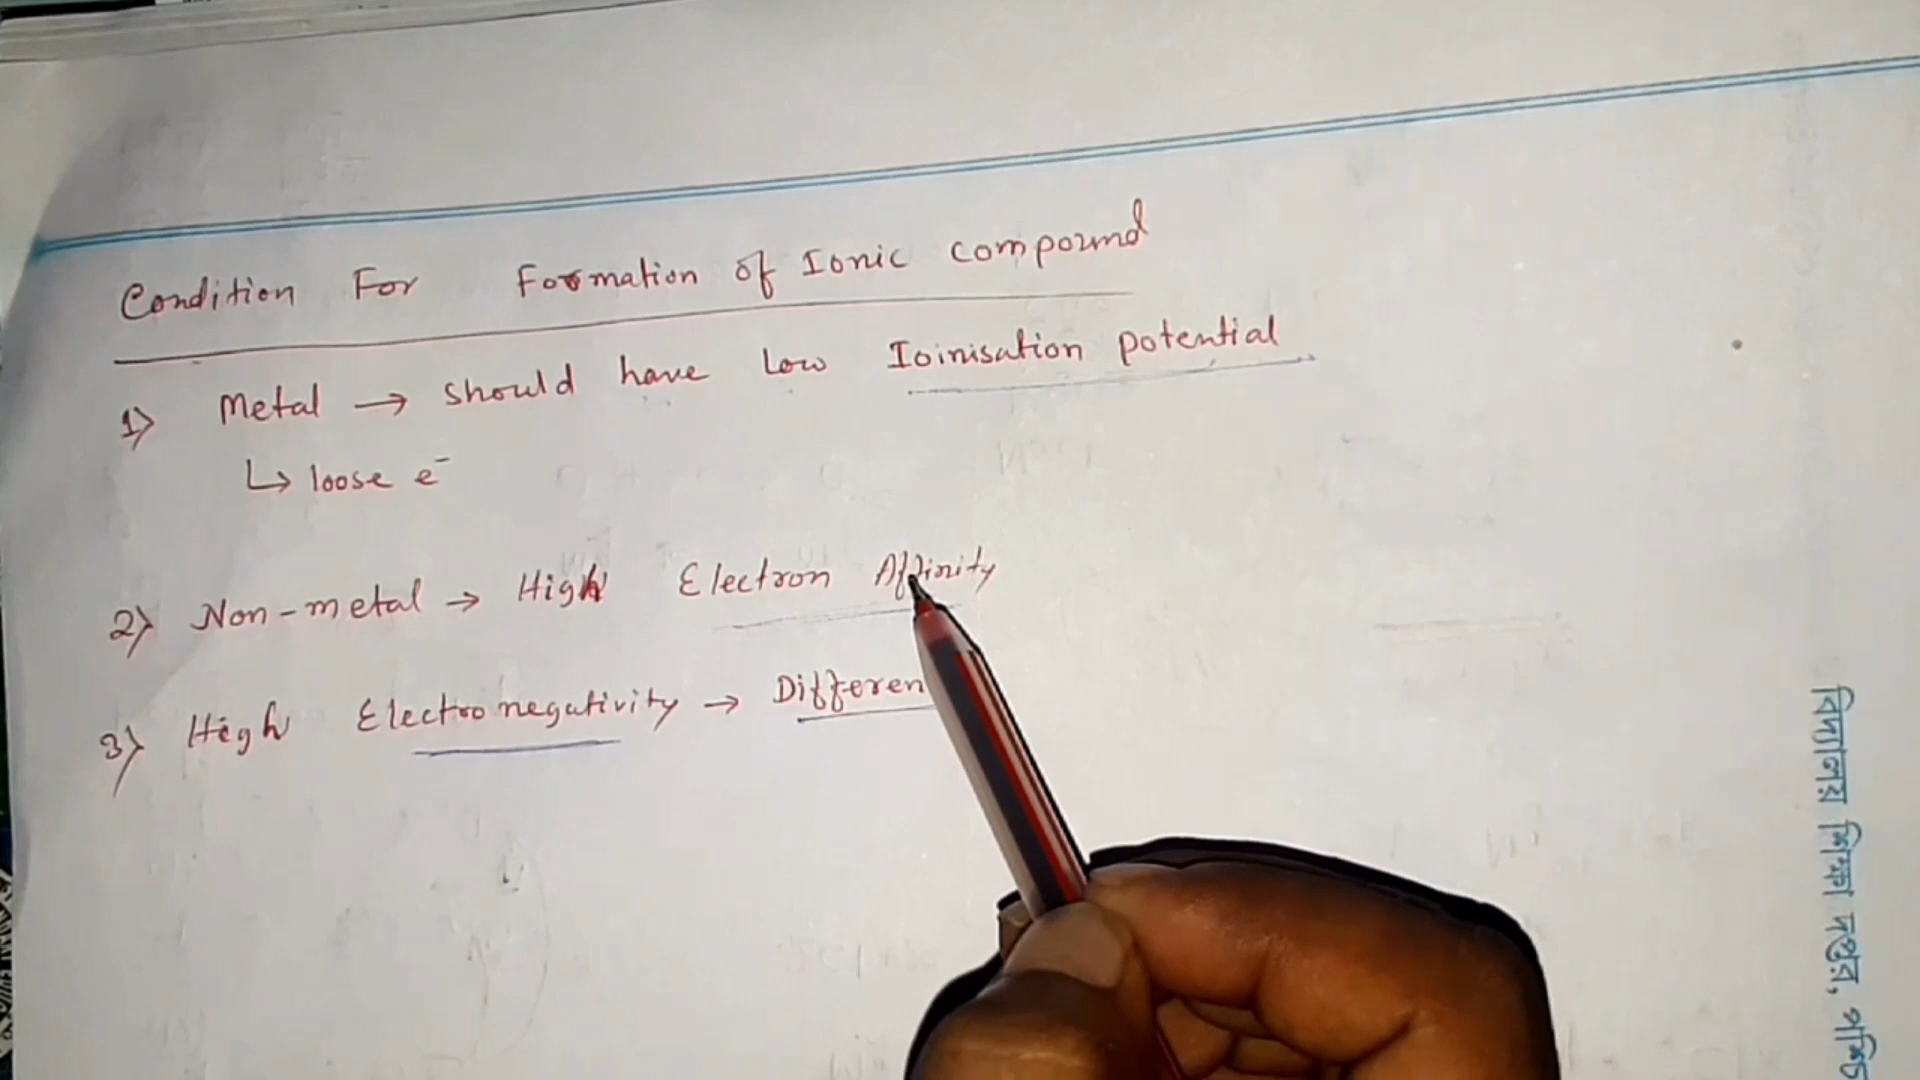 Condition For Formation of Ionic compound
1) Metal → should have Low Ioinisation potential
↳ loose e⁻
2) Non-metal → High Electron Affinity
3) High Electronegativity → Differen
বিদ্যালয় শিক্ষা দপ্তর, পশ্চি